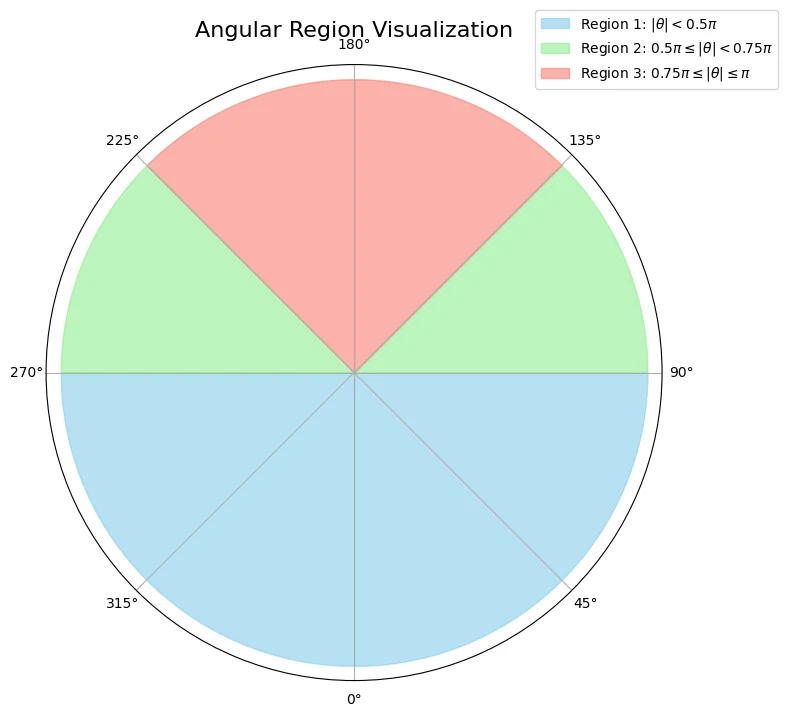 Angular Region Visualization
Region 1: |θ| < 0.5π
Region 2: 0.5π ≤ |θ| < 0.75π
Region 3: 0.75π ≤ |θ| ≤ π
180°
225°
135°
270°
90°
315°
45°
0°